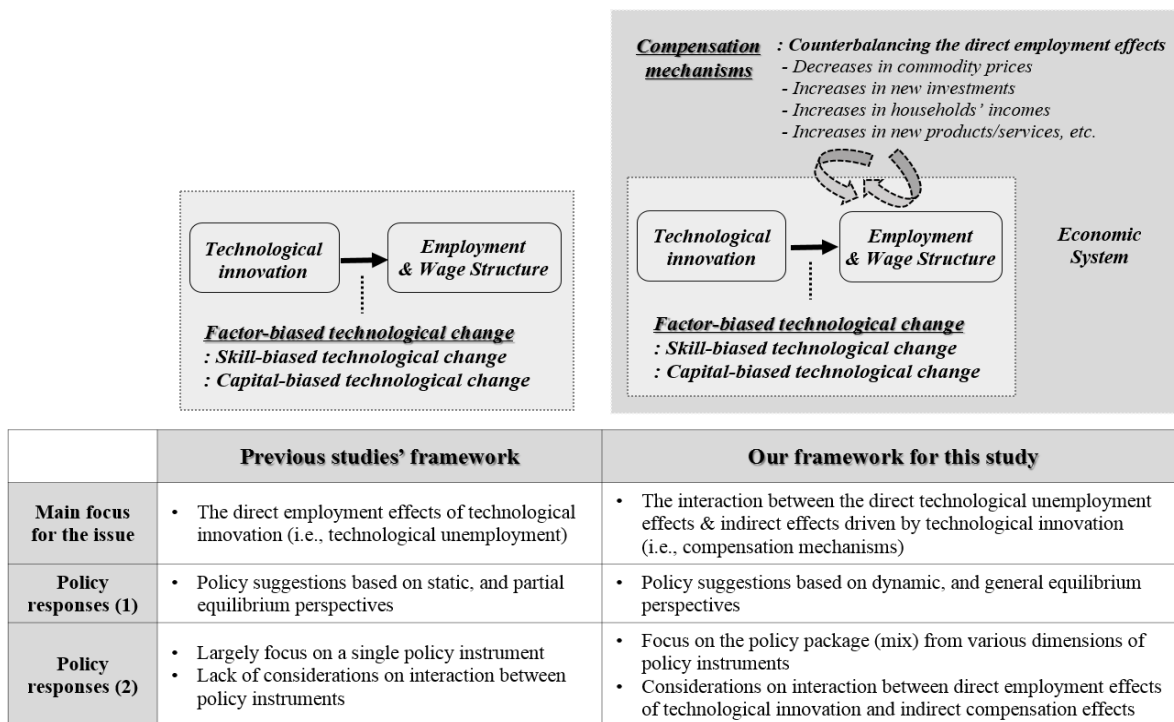 Compensation mechanisms
: Counterbalancing the direct employment effects
- Decreases in commodity prices
- Increases in new investments
- Increases in households' incomes
- Increases in new products/services, etc.
Technological
innovation
Employment
& Wage Structure
Factor-biased technological change
: Skill-biased technological change
: Capital-biased technological change
Technological
innovation
Employment
& Wage Structure
Economic
System
Factor-biased technological change
: Skill-biased technological change
: Capital-biased technological change
Previous studies' framework
Our framework for this study
Main focus
for the issue
• The direct employment effects of technological
innovation (i.e., technological unemployment)
• The interaction between the direct technological unemployment
effects & indirect effects driven by technological innovation
(i.e., compensation mechanisms)
Policy
responses (1)
• Policy suggestions based on static, and partial
equilibrium perspectives
• Policy suggestions based on dynamic, and general equilibrium
perspectives
Policy
responses (2)
• Largely focus on a single policy instrument
• Lack of considerations on interaction between
policy instruments
• Focus on the policy package (mix) from various dimensions of
policy instruments
• Considerations on interaction between direct employment effects
of technological innovation and indirect compensation effects